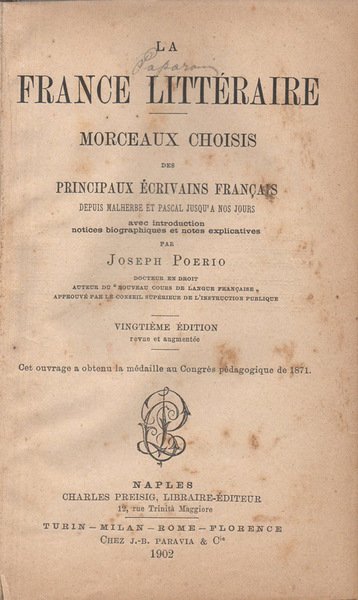 LA
FRANCE LITTÉRAIRE
MORCEAUX CHOISIS
DES
PRINCIPAUX ÉCRIVAINS FRANÇAIS
DEPUIS MALHERBE ET PASCAL JUSQU'A NOS JOURS
avec introduction
notices biographiques et notes explicatives
PAR
JOSEPH POERIO
DOCTEUR EN DROIT
AUTEUR DU "NOUVEAU COURS DE LANGUE FRANÇAISE„
APPROUVÉ PAR LE CONSEIL SUPÉRIEUR DE L'INSTRUCTION PUBLIQUE
VINGTIÈME ÉDITION
revue et augmentée
Cet ouvrage a obtenu la médaille au Congrès pédagogique de 1871.
NAPLES
CHARLES PREISIG, LIBRAIRE-ÉDITEUR
12, rue Trinità Maggiore
TURIN — MILAN — ROME — FLORENCE
CHEZ J.-B. PARAVIA & Cie
1902